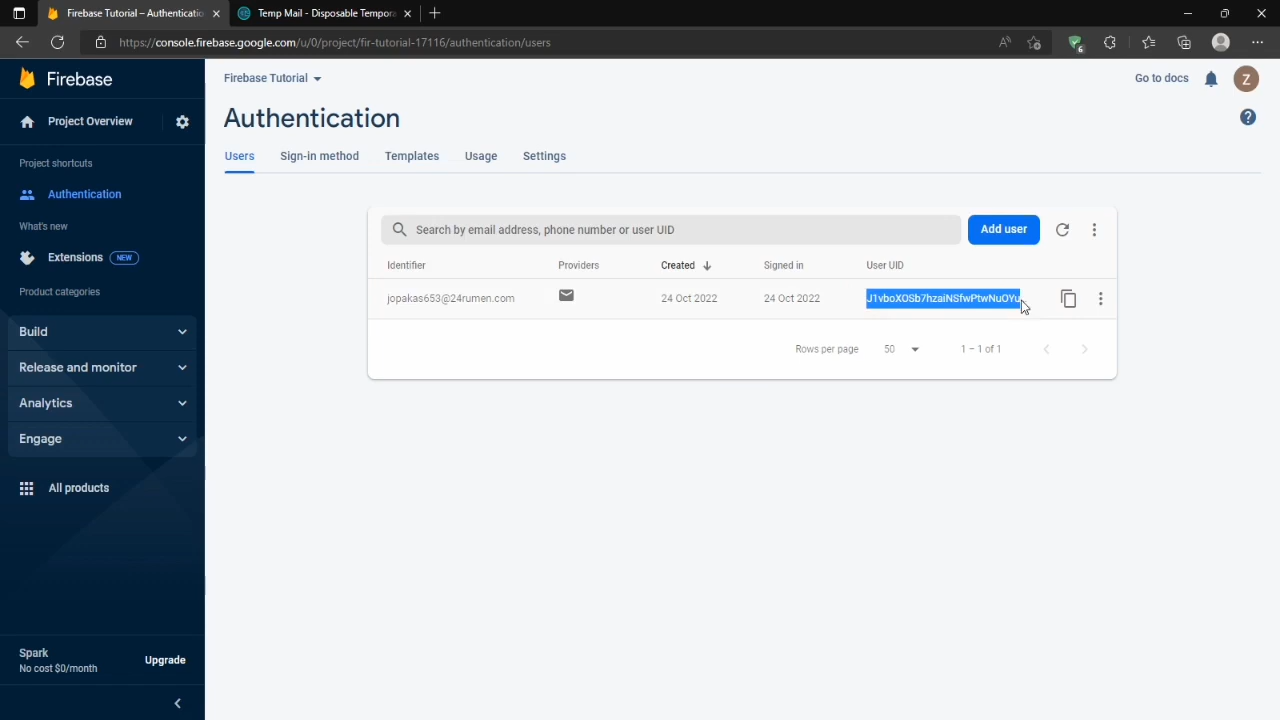 Firebase Tutorial – Authenticatio
Temp Mail - Disposable Tempora
https://console.firebase.google.com/u/0/project/fir-tutorial-17116/authentication/users
6
Firebase
Project Overview
Project shortcuts
Authentication
What's new
Extensions NEW
Product categories
Build
Release and monitor
Analytics
Engage
All products
Spark
No cost $0/month
Upgrade
Firebase Tutorial
Go to docs
Z
Authentication
Users Sign-in method Templates Usage Settings
Search by email address, phone number or user UID
Add user
Identifier Providers Created Signed in User UID
jopakas653@24rumen.com 24 Oct 2022 24 Oct 2022 J1vboXOSb7hzaiNSfwPtwNuOYu
Rows per page 50 1 – 1 of 1